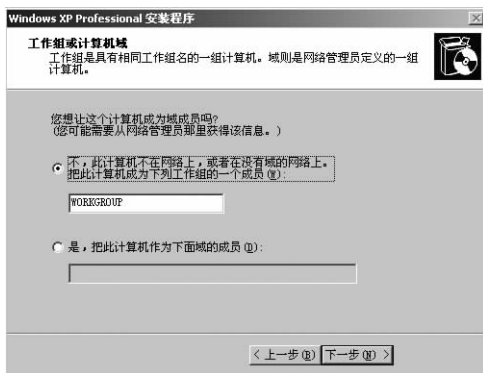 Windows XP Professional 安装程序
工作组或计算机域
工作组是具有相同工作组名的一组计算机。域则是网络管理员定义的一组
计算机。
您想让这个计算机成为域成员吗?
(您可能需要从网络管理员那里获得该信息。)
不，此计算机不在网络上，或者在没有域的网络上。
把此计算机成为下列工作组的一个成员(W):
WORKGROUP
是，把此计算机作为下面域的成员(D):
< 上一步(B) 下一步(N) >